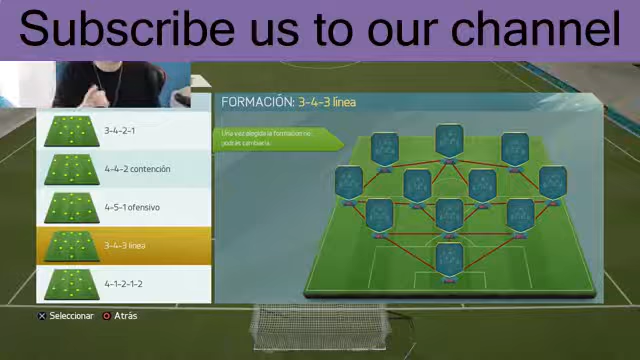 Subscribe us to our channel
FORMACIÓN: 3-4-3 línea
3-4-2-1
Una vez elegida la formación no
podrás cambiarla.
4-4-2 contención
4-5-1 ofensivo
3-4-3 línea
4-1-2-1-2
Seleccionar
Atrás